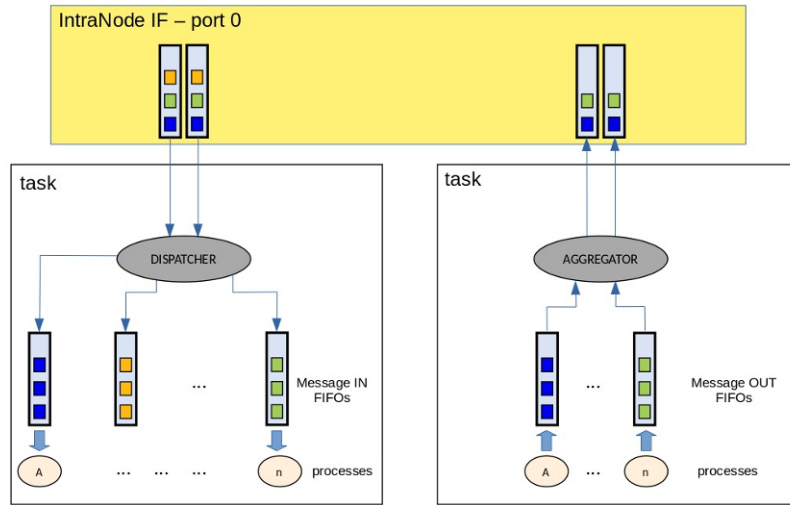 IntraNode IF – port 0
task
DISPATCHER
...
Message IN
FIFOs
A
... ... ...
n
processes
task
AGGREGATOR
...
Message OUT
FIFOs
A
...
n
processes